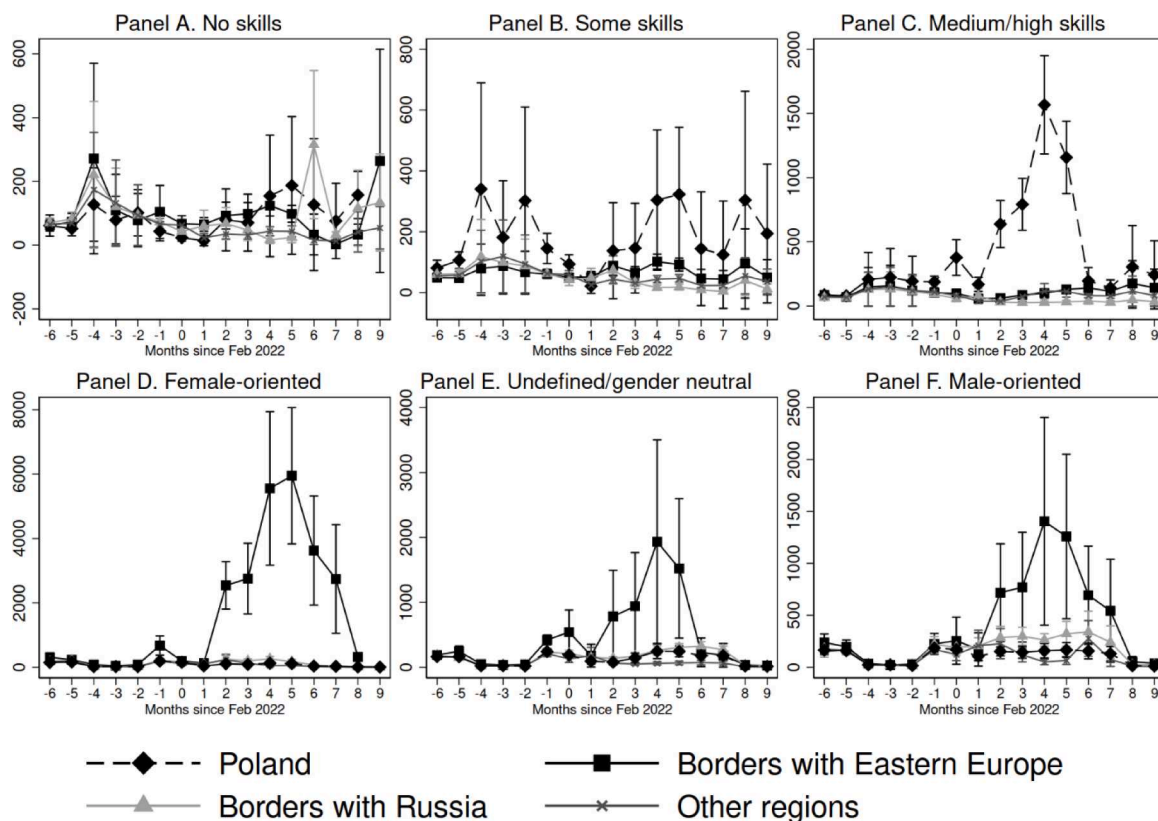 Panel A. No skills
600
400
200
0
-200
-6 -5 -4 -3 -2 -1 0 1 2 3 4 5 6 7 8 9
Months since Feb 2022
Panel B. Some skills
800
600
400
200
0
-6 -5 -4 -3 -2 -1 0 1 2 3 4 5 6 7 8 9
Months since Feb 2022
Panel C. Medium/high skills
2000
1500
1000
500
0
-6 -5 -4 -3 -2 -1 0 1 2 3 4 5 6 7 8 9
Months since Feb 2022
Panel D. Female-oriented
8000
6000
4000
2000
0
-6 -5 -4 -3 -2 -1 0 1 2 3 4 5 6 7 8 9
Months since Feb 2022
Panel E. Undefined/gender neutral
4000
3000
2000
1000
0
-6 -5 -4 -3 -2 -1 0 1 2 3 4 5 6 7 8 9
Months since Feb 2022
Panel F. Male-oriented
2500
2000
1500
1000
500
0
-6 -5 -4 -3 -2 -1 0 1 2 3 4 5 6 7 8 9
Months since Feb 2022
Poland
Borders with Eastern Europe
Borders with Russia
Other regions